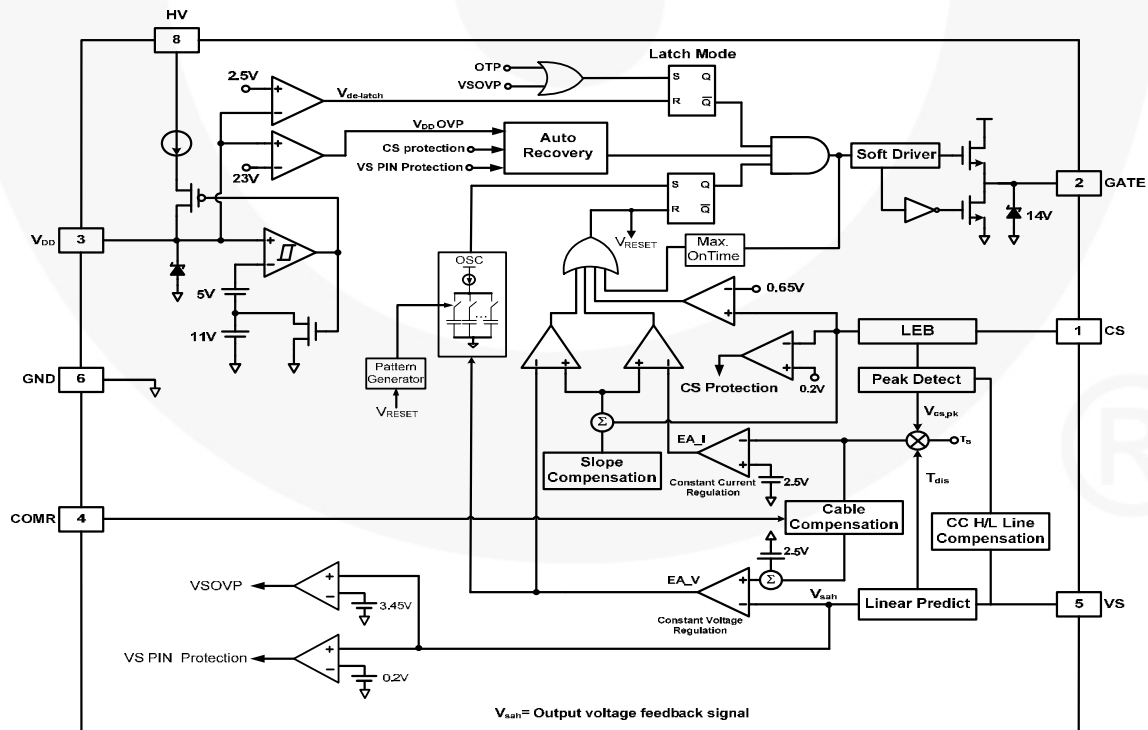 HV
8
Latch Mode
OTP
VSOVP
S Q
R Q
2.5V
+
-
Vde-latch
+
-
23V
VDD OVP
CS protection
VS PIN Protection
Auto
Recovery
Soft Driver
2 GATE
14V
S Q
R Q
VRESET
Max.
OnTime
VDD 3
+
-
5V
11V
OSC
...
0.65V
-
+
GND 6
Pattern
Generator
VRESET
- +
+ -
-
+
0.2V
CS Protection
LEB
1 CS
Peak Detect
Vcs,pk
Ts
Tdis
Σ
Slope
Compensation
EA_I
-
+
Constant Current
Regulation
2.5V
COMR 4
Cable
Compensation
CC H/L Line
Compensation
2.5V
Σ
EA_V
+
-
Constant Voltage
Regulation
Vsah
Linear Predict
5 VS
VSOVP
+
-
3.45V
VS PIN Protection
+
-
0.2V
Vsah= Output voltage feedback signal
R